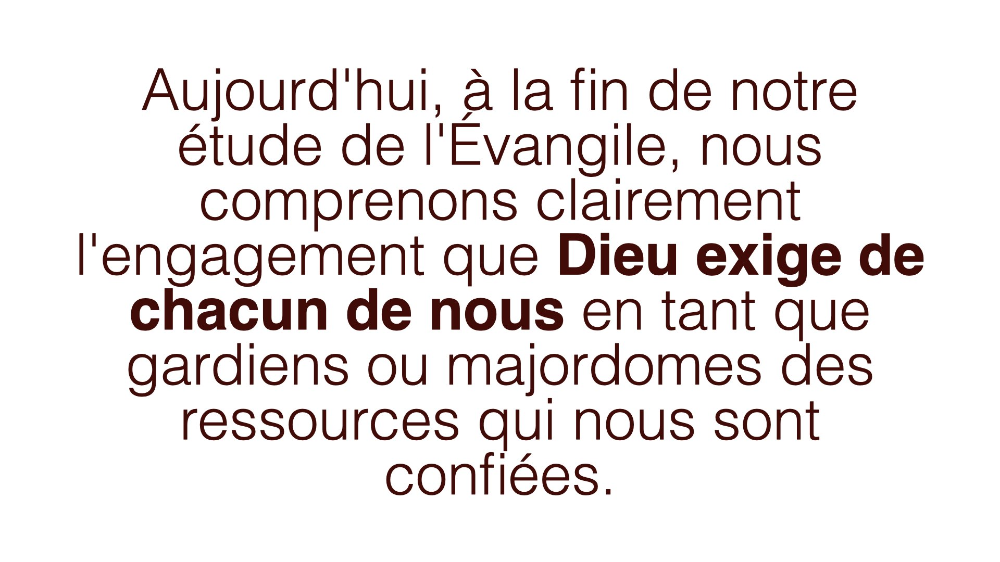 Aujourd'hui, à la fin de notre
étude de l'Évangile, nous
comprenons clairement
l'engagement que Dieu exige de
chacun de nous en tant que
gardiens ou majordomes des
ressources qui nous sont
confiées.